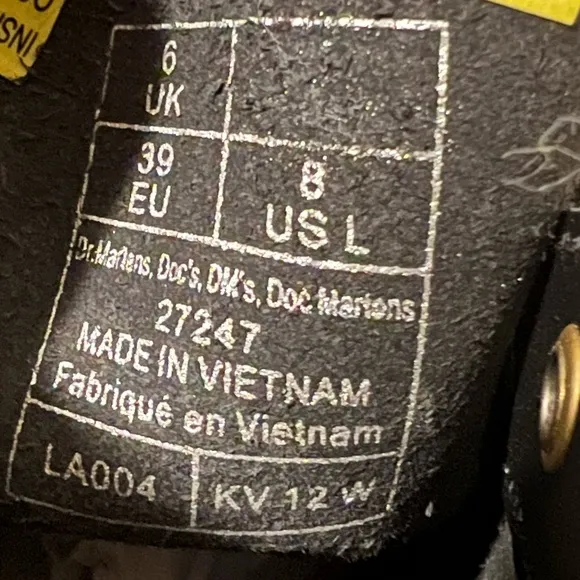 6
UK
39
EU
8
US L
Dr.Martens, Doc's, DM's, Doc Martens
27247
MADE IN VIETNAM
Fabriqué en Vietnam
LA004
KV 12 W